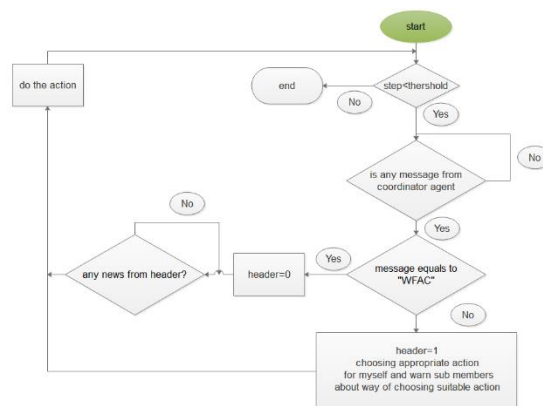 start
do the action
end
step<thershold
No
Yes
No
is any message from
coordinator agent
No
Yes
any news from header?
header=0
Yes
message equals to
"WFAC"
No
header=1
choosing appropriate action
for myself and warn sub members
about way of choosing suitable action